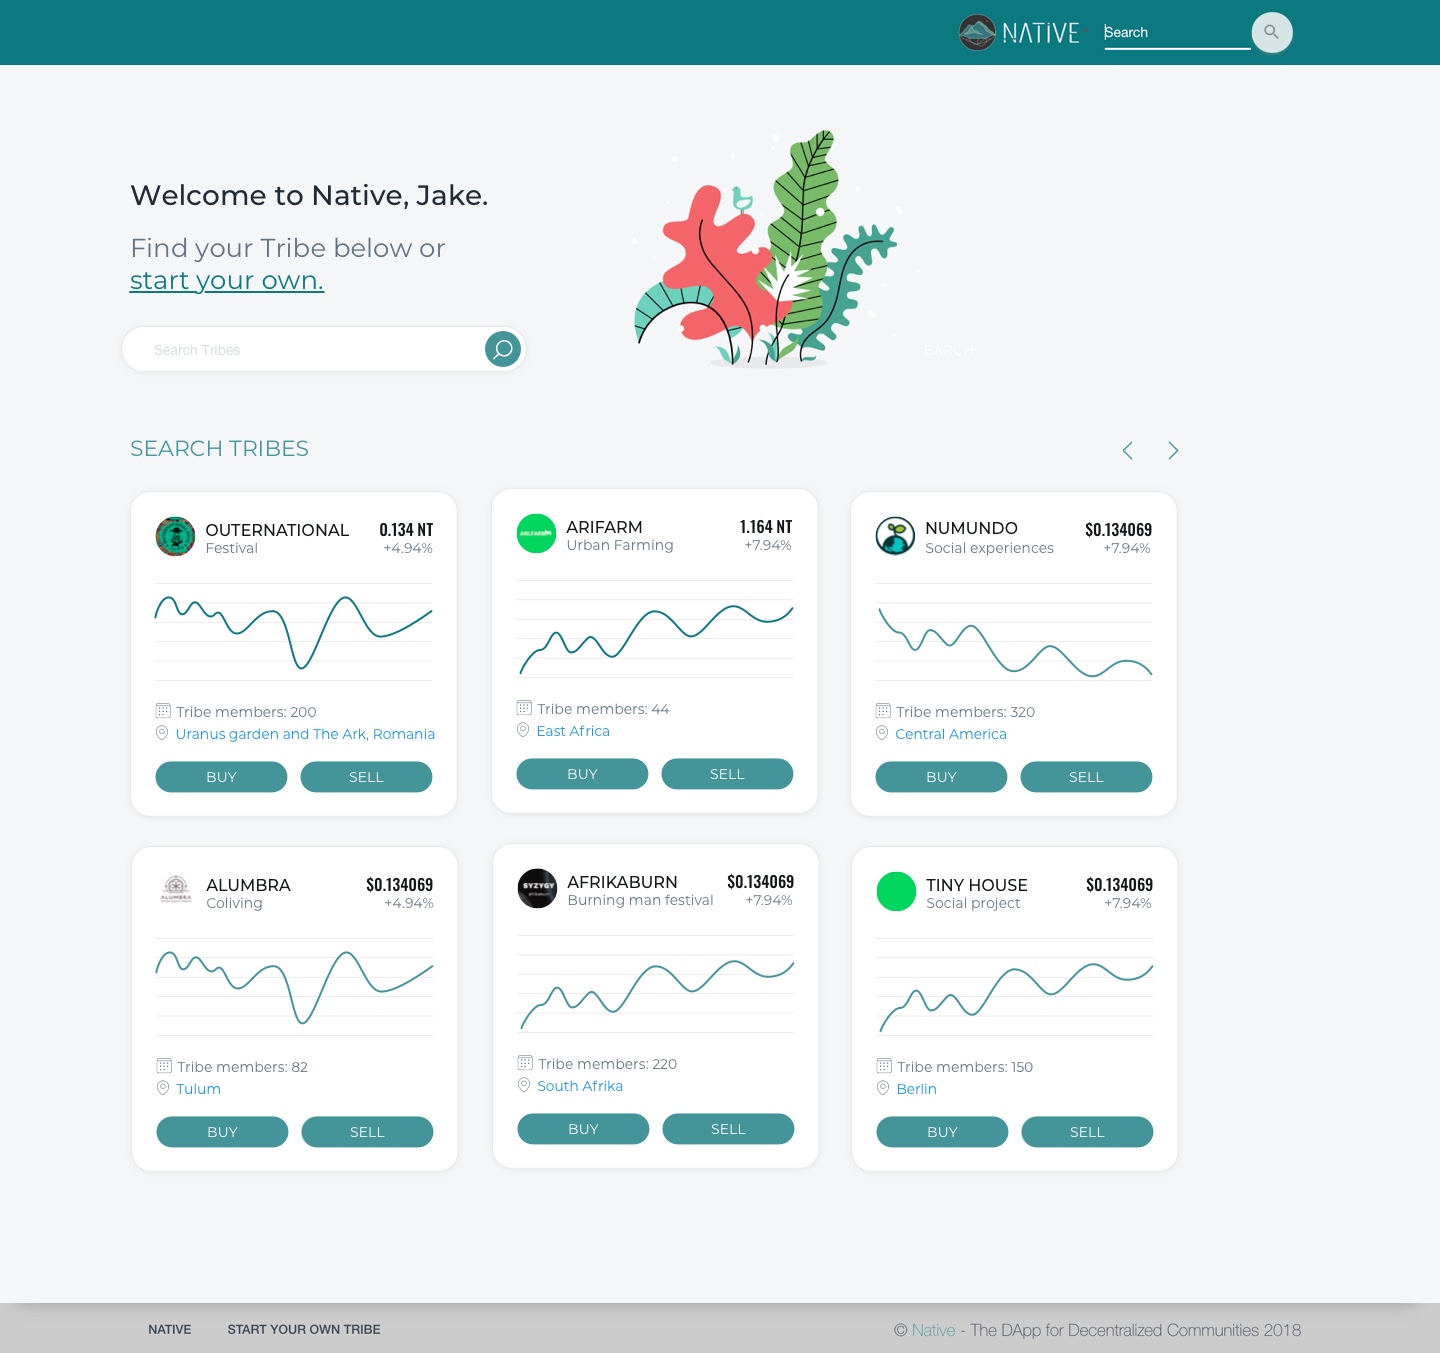 NATIVE
Search
Welcome to Native, Jake.
Find your Tribe below or
start your own.
Search Tribes
EARCH
SEARCH TRIBES
OUTERNATIONAL
0.134 NT
Festival
+4.94%
Tribe members: 200
Uranus garden and The Ark, Romania
BUY
SELL
ARIFARM
ARIFARM
1.164 NT
Urban Farming
+7.94%
Tribe members: 44
East Africa
BUY
SELL
NUMUNDO
$0.134069
Social experiences
+7.94%
Tribe members: 320
Central America
BUY
SELL
ALUMBRA
ALUMBRA
$0.134069
Coliving
+4.94%
Tribe members: 82
Tulum
BUY
SELL
SYZYGY
afrikaburn
AFRIKABURN
$0.134069
Burning man festival
+7.94%
Tribe members: 220
South Afrika
BUY
SELL
TINY HOUSE
$0.134069
Social project
+7.94%
Tribe members: 150
Berlin
BUY
SELL
NATIVE
START YOUR OWN TRIBE
© Native - The DApp for Decentralized Communities 2018